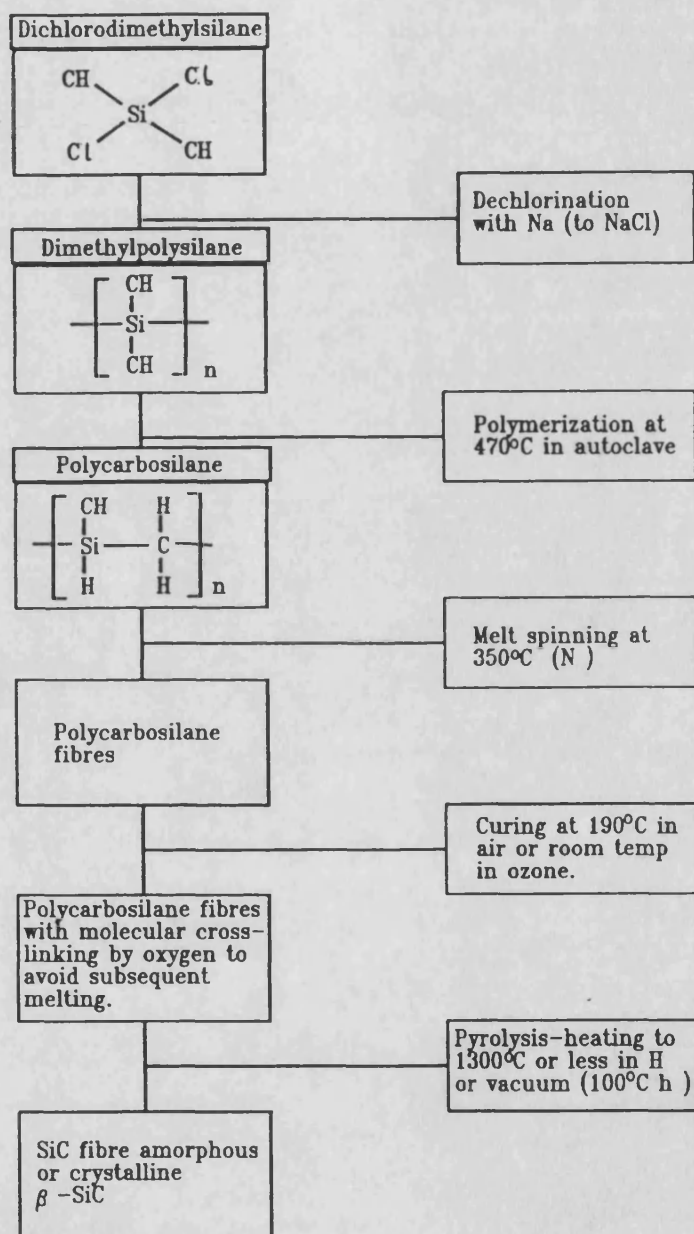 Dichlorodimethylsilane
CH Cl
Si
Cl CH
Dechlorination
with Na (to NaCl)
Dimethylpolysilane
CH
Si
CH
n
Polymerization at
470°C in autoclave
Polycarbosilane
CH H
Si C
H H
n
Melt spinning at
350°C (N )
Polycarbosilane
fibres
Curing at 190°C in
air or room temp
in ozone.
Polycarbosilane fibres
with molecular cross-
linking by oxygen to
avoid subsequent
melting.
Pyrolysis-heating to
1300°C or less in H
or vacuum (100°C h )
SiC fibre amorphous
or crystalline
β -SiC